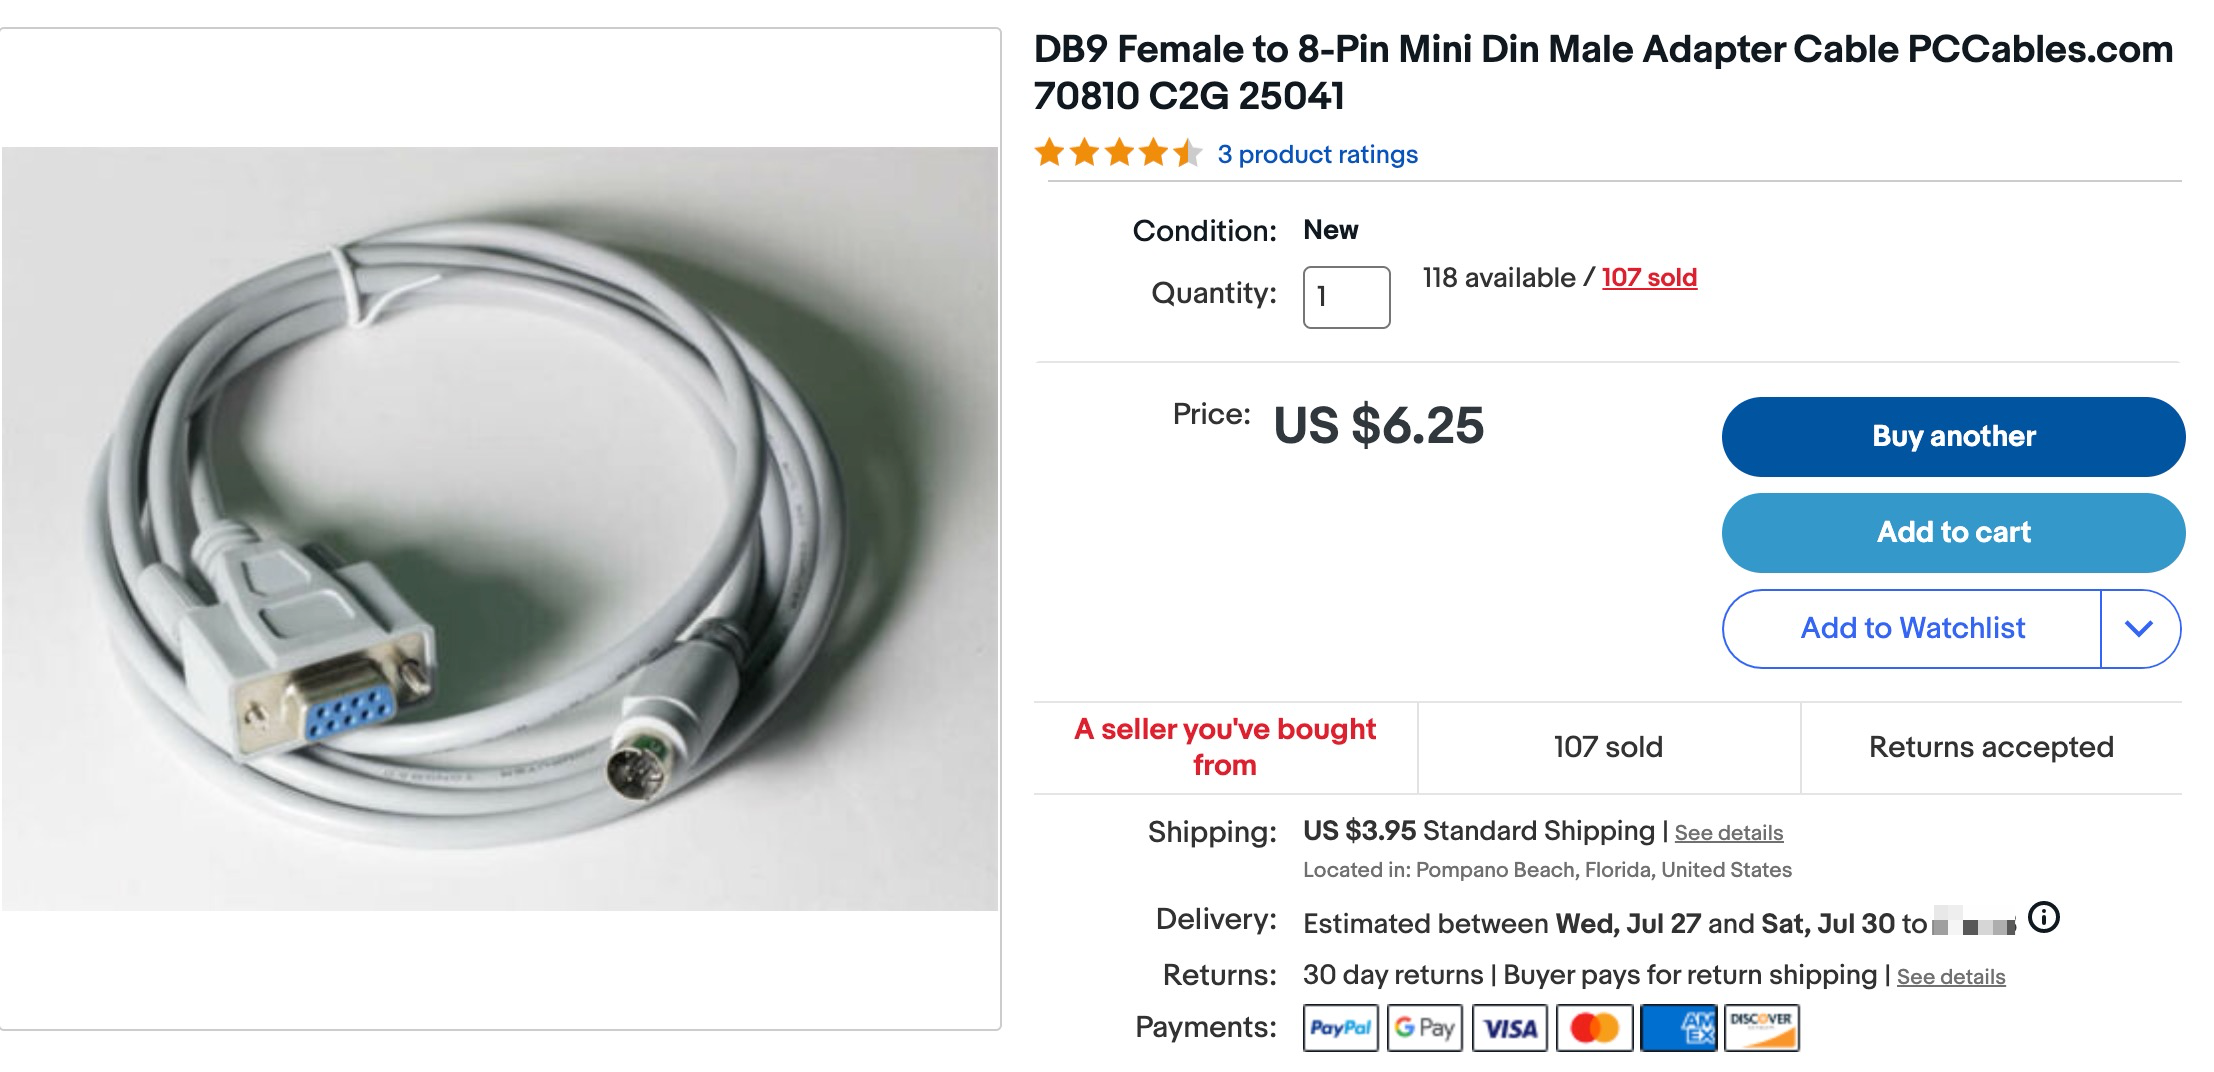 DB9 Female to 8-Pin Mini Din Male Adapter Cable PCCables.com
70810 C2G 25041
3 product ratings
Condition: New
Quantity: 1 118 available / 107 sold
Price: US $6.25
Buy another
Add to cart
Add to Watchlist
A seller you've bought
from
107 sold
Returns accepted
Shipping: US $3.95 Standard Shipping | See details
Located in: Pompano Beach, Florida, United States
Delivery: Estimated between Wed, Jul 27 and Sat, Jul 30 to
Returns: 30 day returns | Buyer pays for return shipping | See details
Payments: PayPal G Pay VISA AM EX DISCOVER